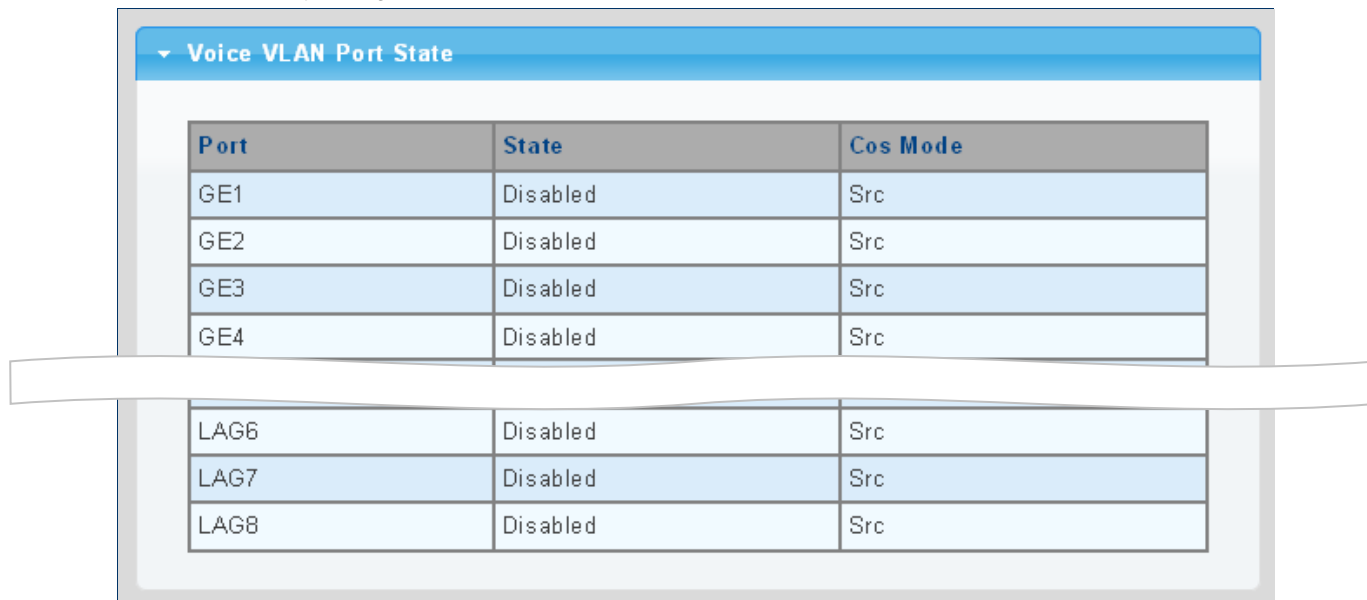 Voice VLAN Port State
Port State Cos Mode
GE1 Disabled Src
GE2 Disabled Src
GE3 Disabled Src
GE4 Disabled Src
LAG6 Disabled Src
LAG7 Disabled Src
LAG8 Disabled Src